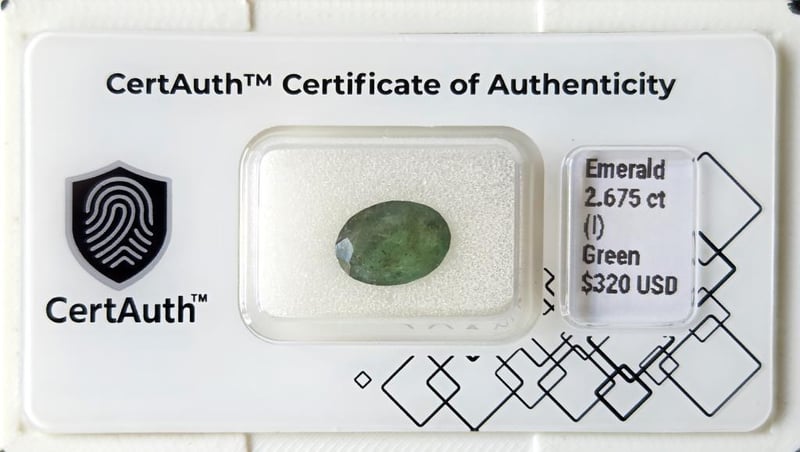 CertAuth™ Certificate of Authenticity
CertAuth™
Emerald
2.675 ct
(I)
Green
$320 USD